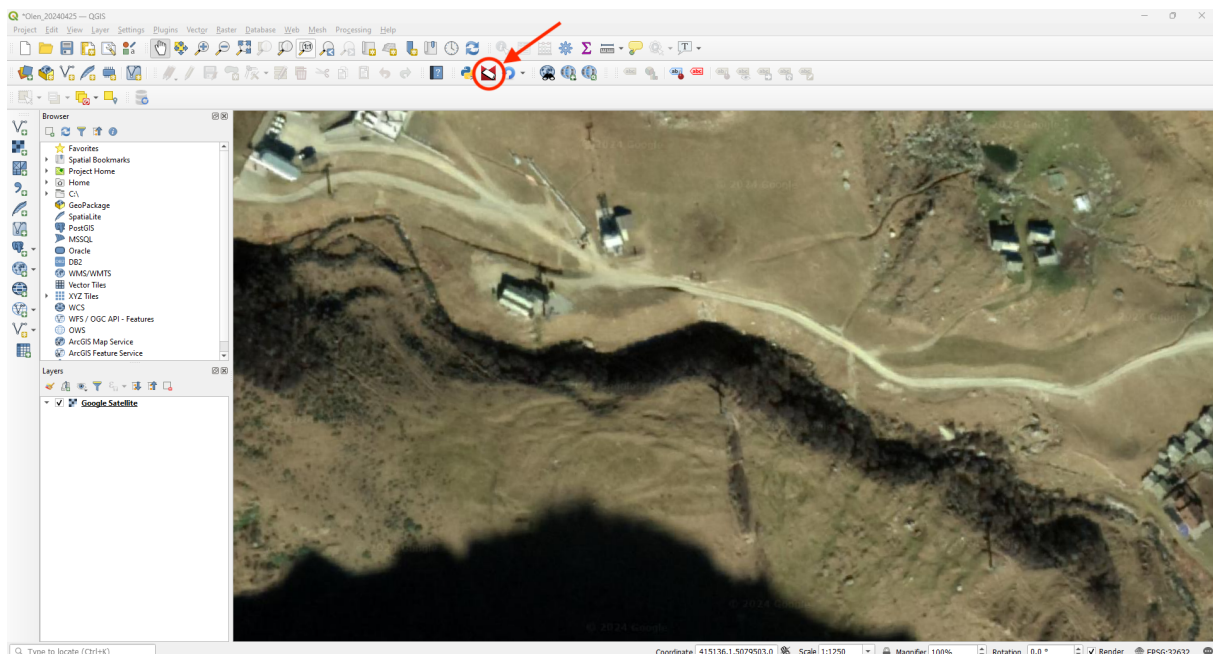 *Olen_20240425 — QGIS
Project Edit View Layer Settings Plugins Vector Raster Database Web Mesh Processing Help
Browser
Favorites
Spatial Bookmarks
Project Home
Home
C:\
GeoPackage
SpatiaLite
PostGIS
MSSQL
Oracle
DB2
WMS/WMTS
Vector Tiles
XYZ Tiles
WCS
WFS / OGC API - Features
OWS
ArcGIS Map Service
ArcGIS Feature Service
Layers
Google Satellite
© 2024 Google
Type to locate (Ctrl+K)
Coordinate 415136.1,5079503.0 Scale 1:1250 Magnifier 100% Rotation 0.0 ° Render EPSG:32632